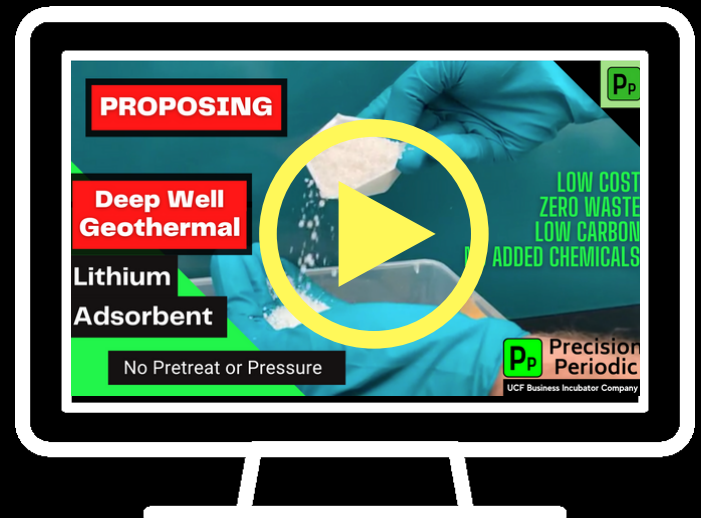 PROPOSING
Pp
Deep Well
Geothermal
LOW COST
ZERO WASTE
LOW CARBON
ADDED CHEMICALS
Lithium
Adsorbent
No Pretreat or Pressure
Pp
Precision
Periodic
UCF Business Incubator Company